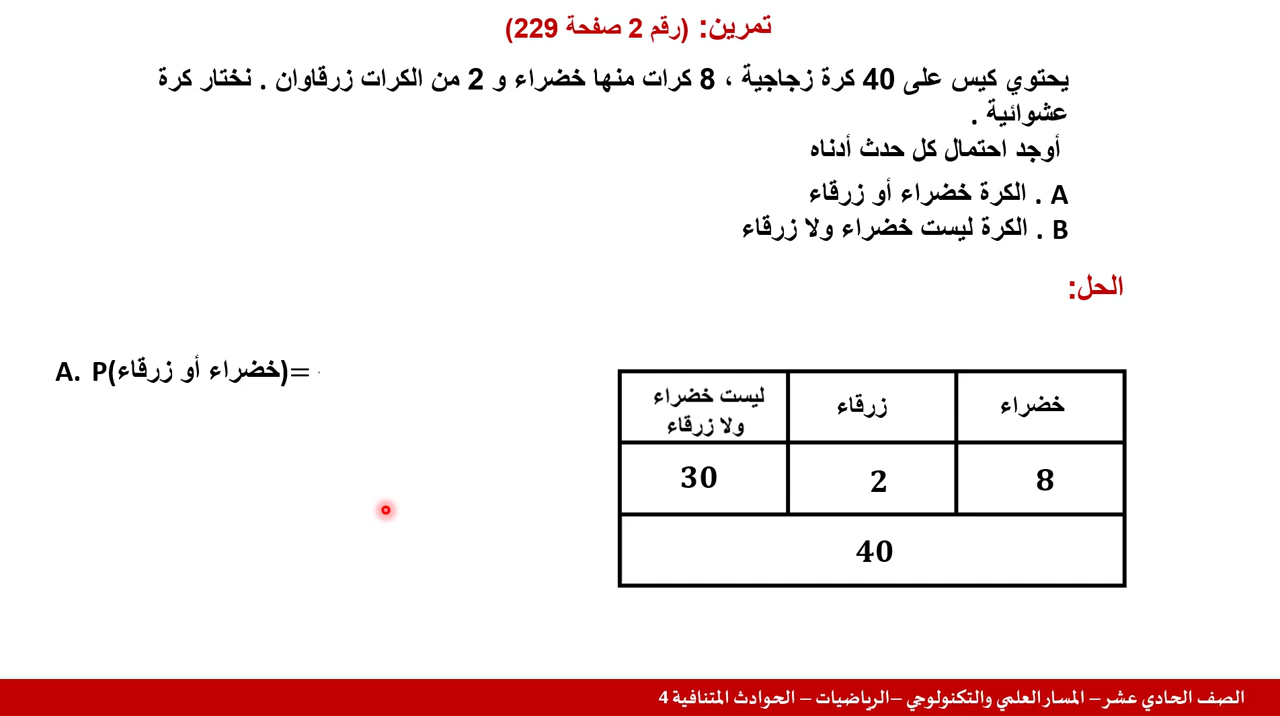 تمرين: (رقم 2 صفحة 229)
يحتوي كيس على 40 كرة زجاجية ، 8 كرات منها خضراء و 2 من الكرات زرقاوان . نختار كرة
عشوائية .
أوجد احتمال كل حدث أدناه
A . الكرة خضراء أو زرقاء
B . الكرة ليست خضراء ولا زرقاء
الحل:
A. P(خضراء أو زرقاء)=
خضراء زرقاء ليست خضراء
ولا زرقاء
8 2 30
40
الصف الحادي عشر – المسار العلمي والتكنولوجي – الرياضيات – الحوادث المتنافية 4